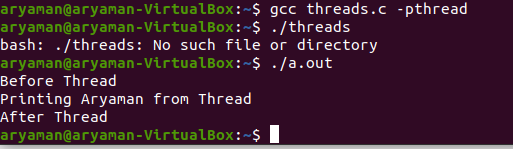 aryaman@aryaman-VirtualBox:~$ gcc threads.c -pthread
aryaman@aryaman-VirtualBox:~$ ./threads
bash: ./threads: No such file or directory
aryaman@aryaman-VirtualBox:~$ ./a.out
Before Thread
Printing Aryaman from Thread
After Thread
aryaman@aryaman-VirtualBox:~$